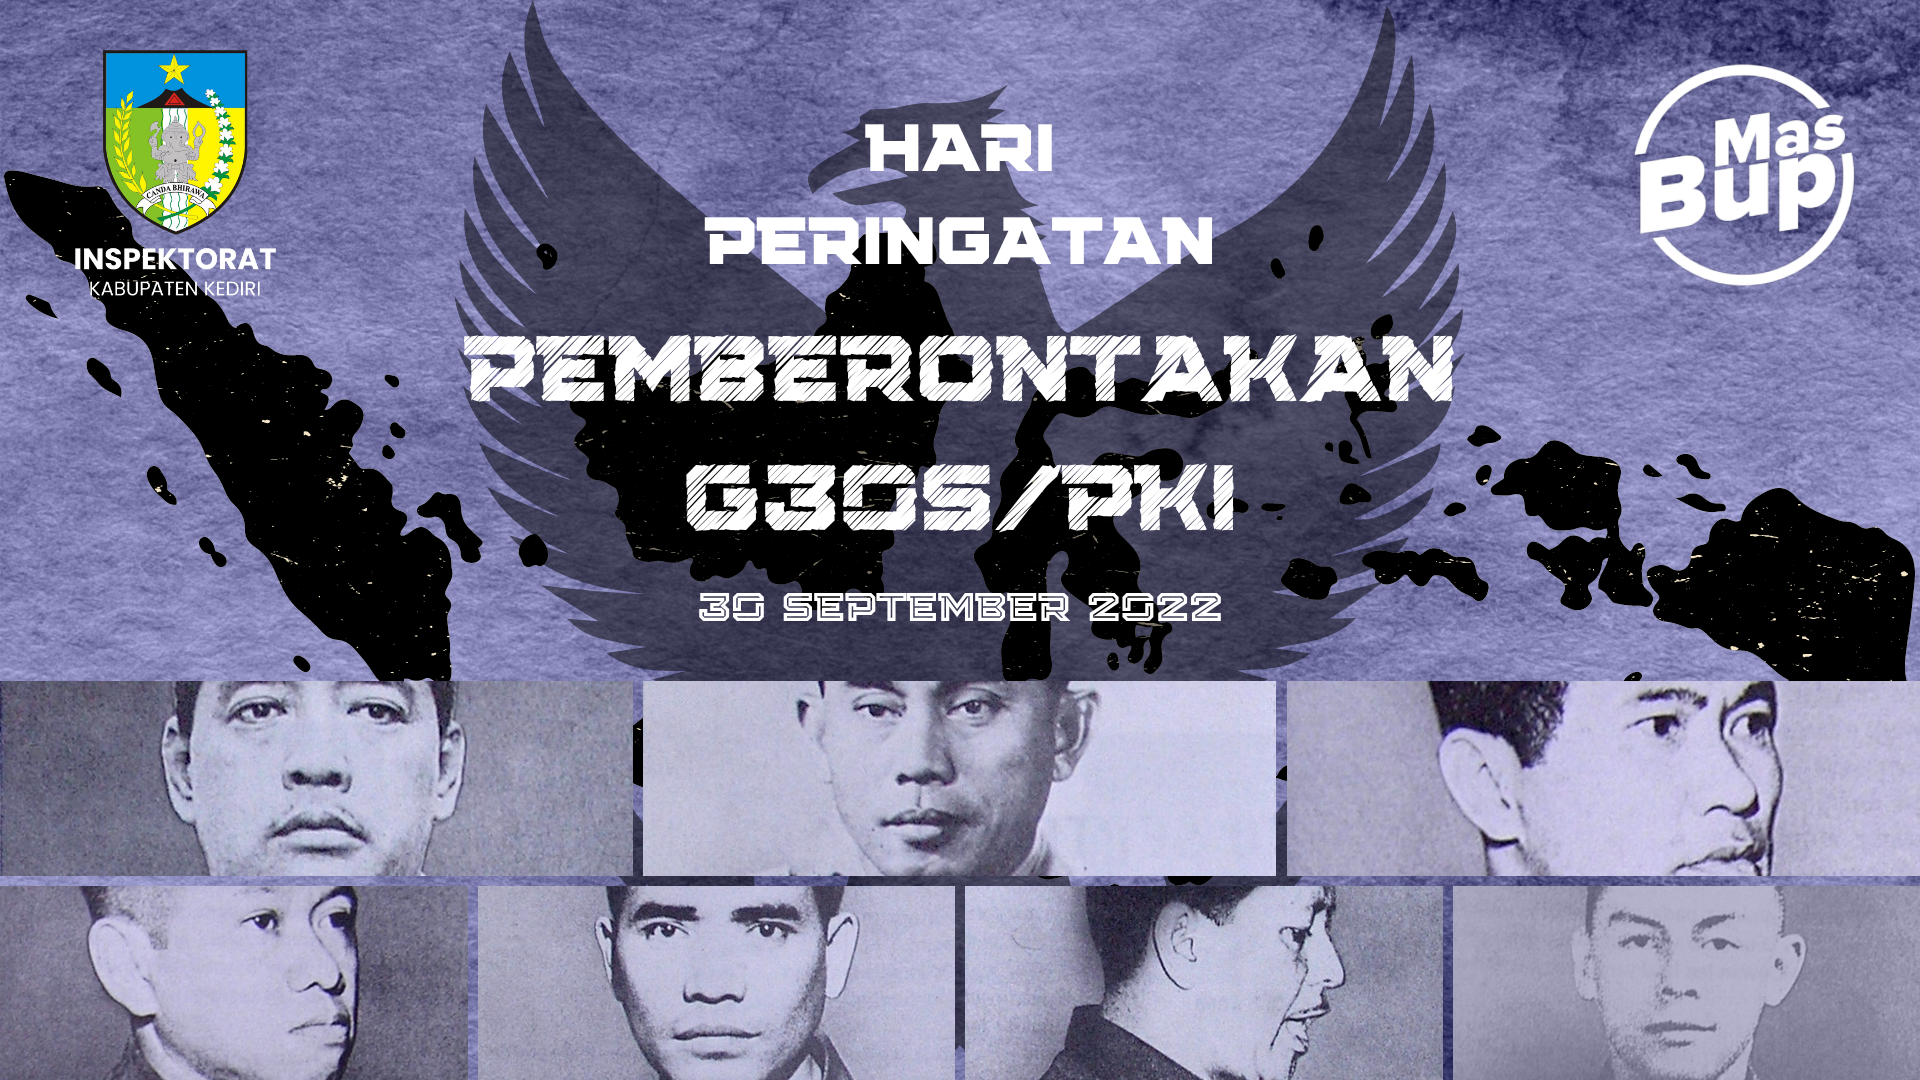 CANDA BHIRAWA
INSPEKTORAT
KABUPATEN KEDIRI
Mas
Bup
HARI
PERINGATAN
PEMBERONTAKAN
G30S/PKI
30 SEPTEMBER 2022